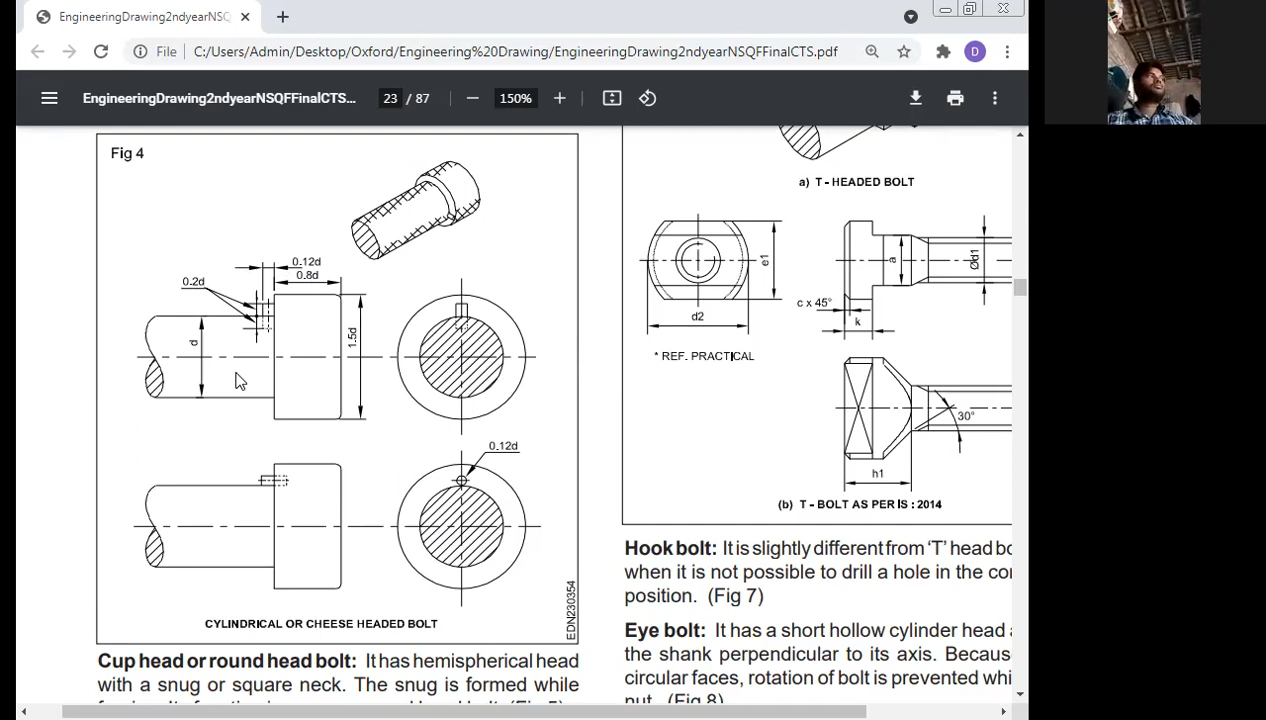 EngineeringDrawing2ndyearNSQ
File
C:/Users/Admin/Desktop/Oxford/Engineering%20Drawing/EngineeringDrawing2ndyearNSQFFinalCTS.pdf
D
EngineeringDrawing2ndyearNSQFFinalCTS...
23 / 87
150%
Fig 4
0.12d
0.8d
0.2d
d
1.5d
0.12d
CYLINDRICAL OR CHEESE HEADED BOLT
EDN230354
Cup head or round head bolt: It has hemispherical head
with a snug or square neck. The snug is formed while
a) T - HEADED BOLT
e1
a
Ød1
c x 45°
k
d2
* REF. PRACTICAL
30°
h1
(b) T - BOLT AS PER IS : 2014
Hook bolt: It is slightly different from 'T' head bo
when it is not possible to drill a hole in the co
position. (Fig 7)
Eye bolt: It has a short hollow cylinder head
the shank perpendicular to its axis. Becaus
circular faces, rotation of bolt is prevented whi
nut. (Fig 8)